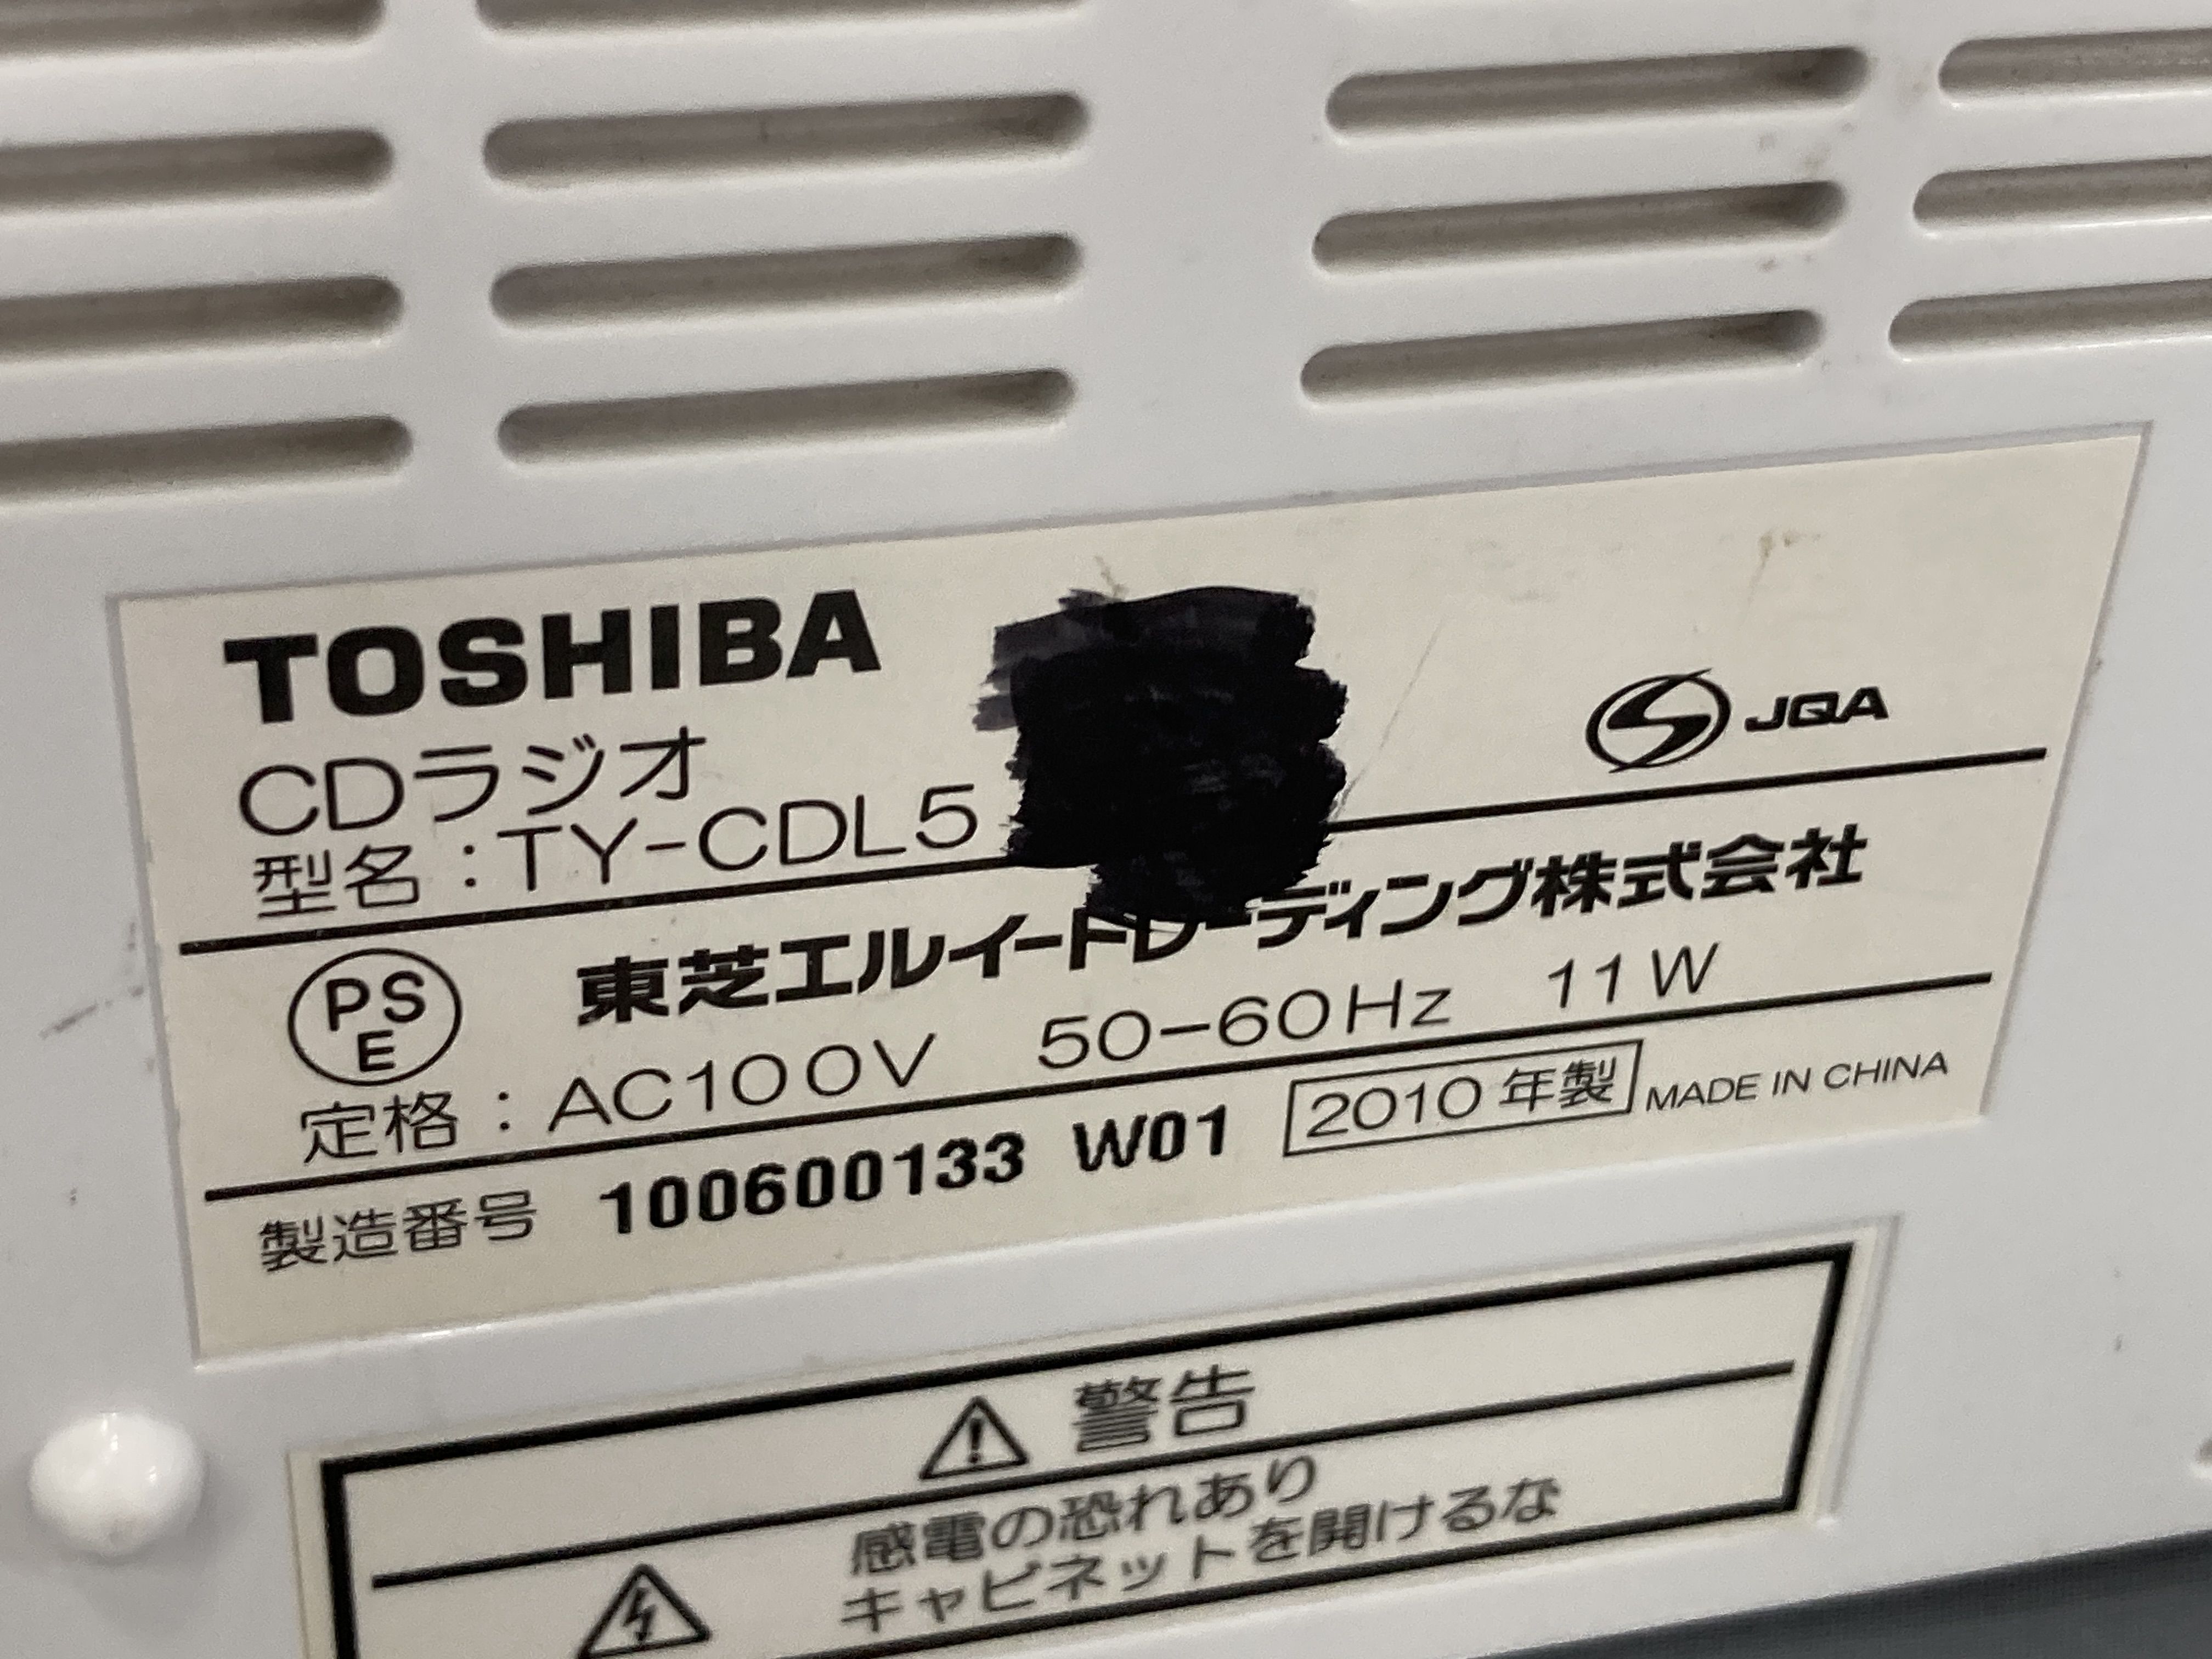 TOSHIBA
CDラジオ
JQA
型名：TY-CDL5
PSE
東芝エルイートレーディング株式会社
定格：AC100V 50-60Hz 11W
製造番号 100600133 W01 2010年製 MADE IN CHINA
警告
感電の恐れあり
キャビネットを開けるな